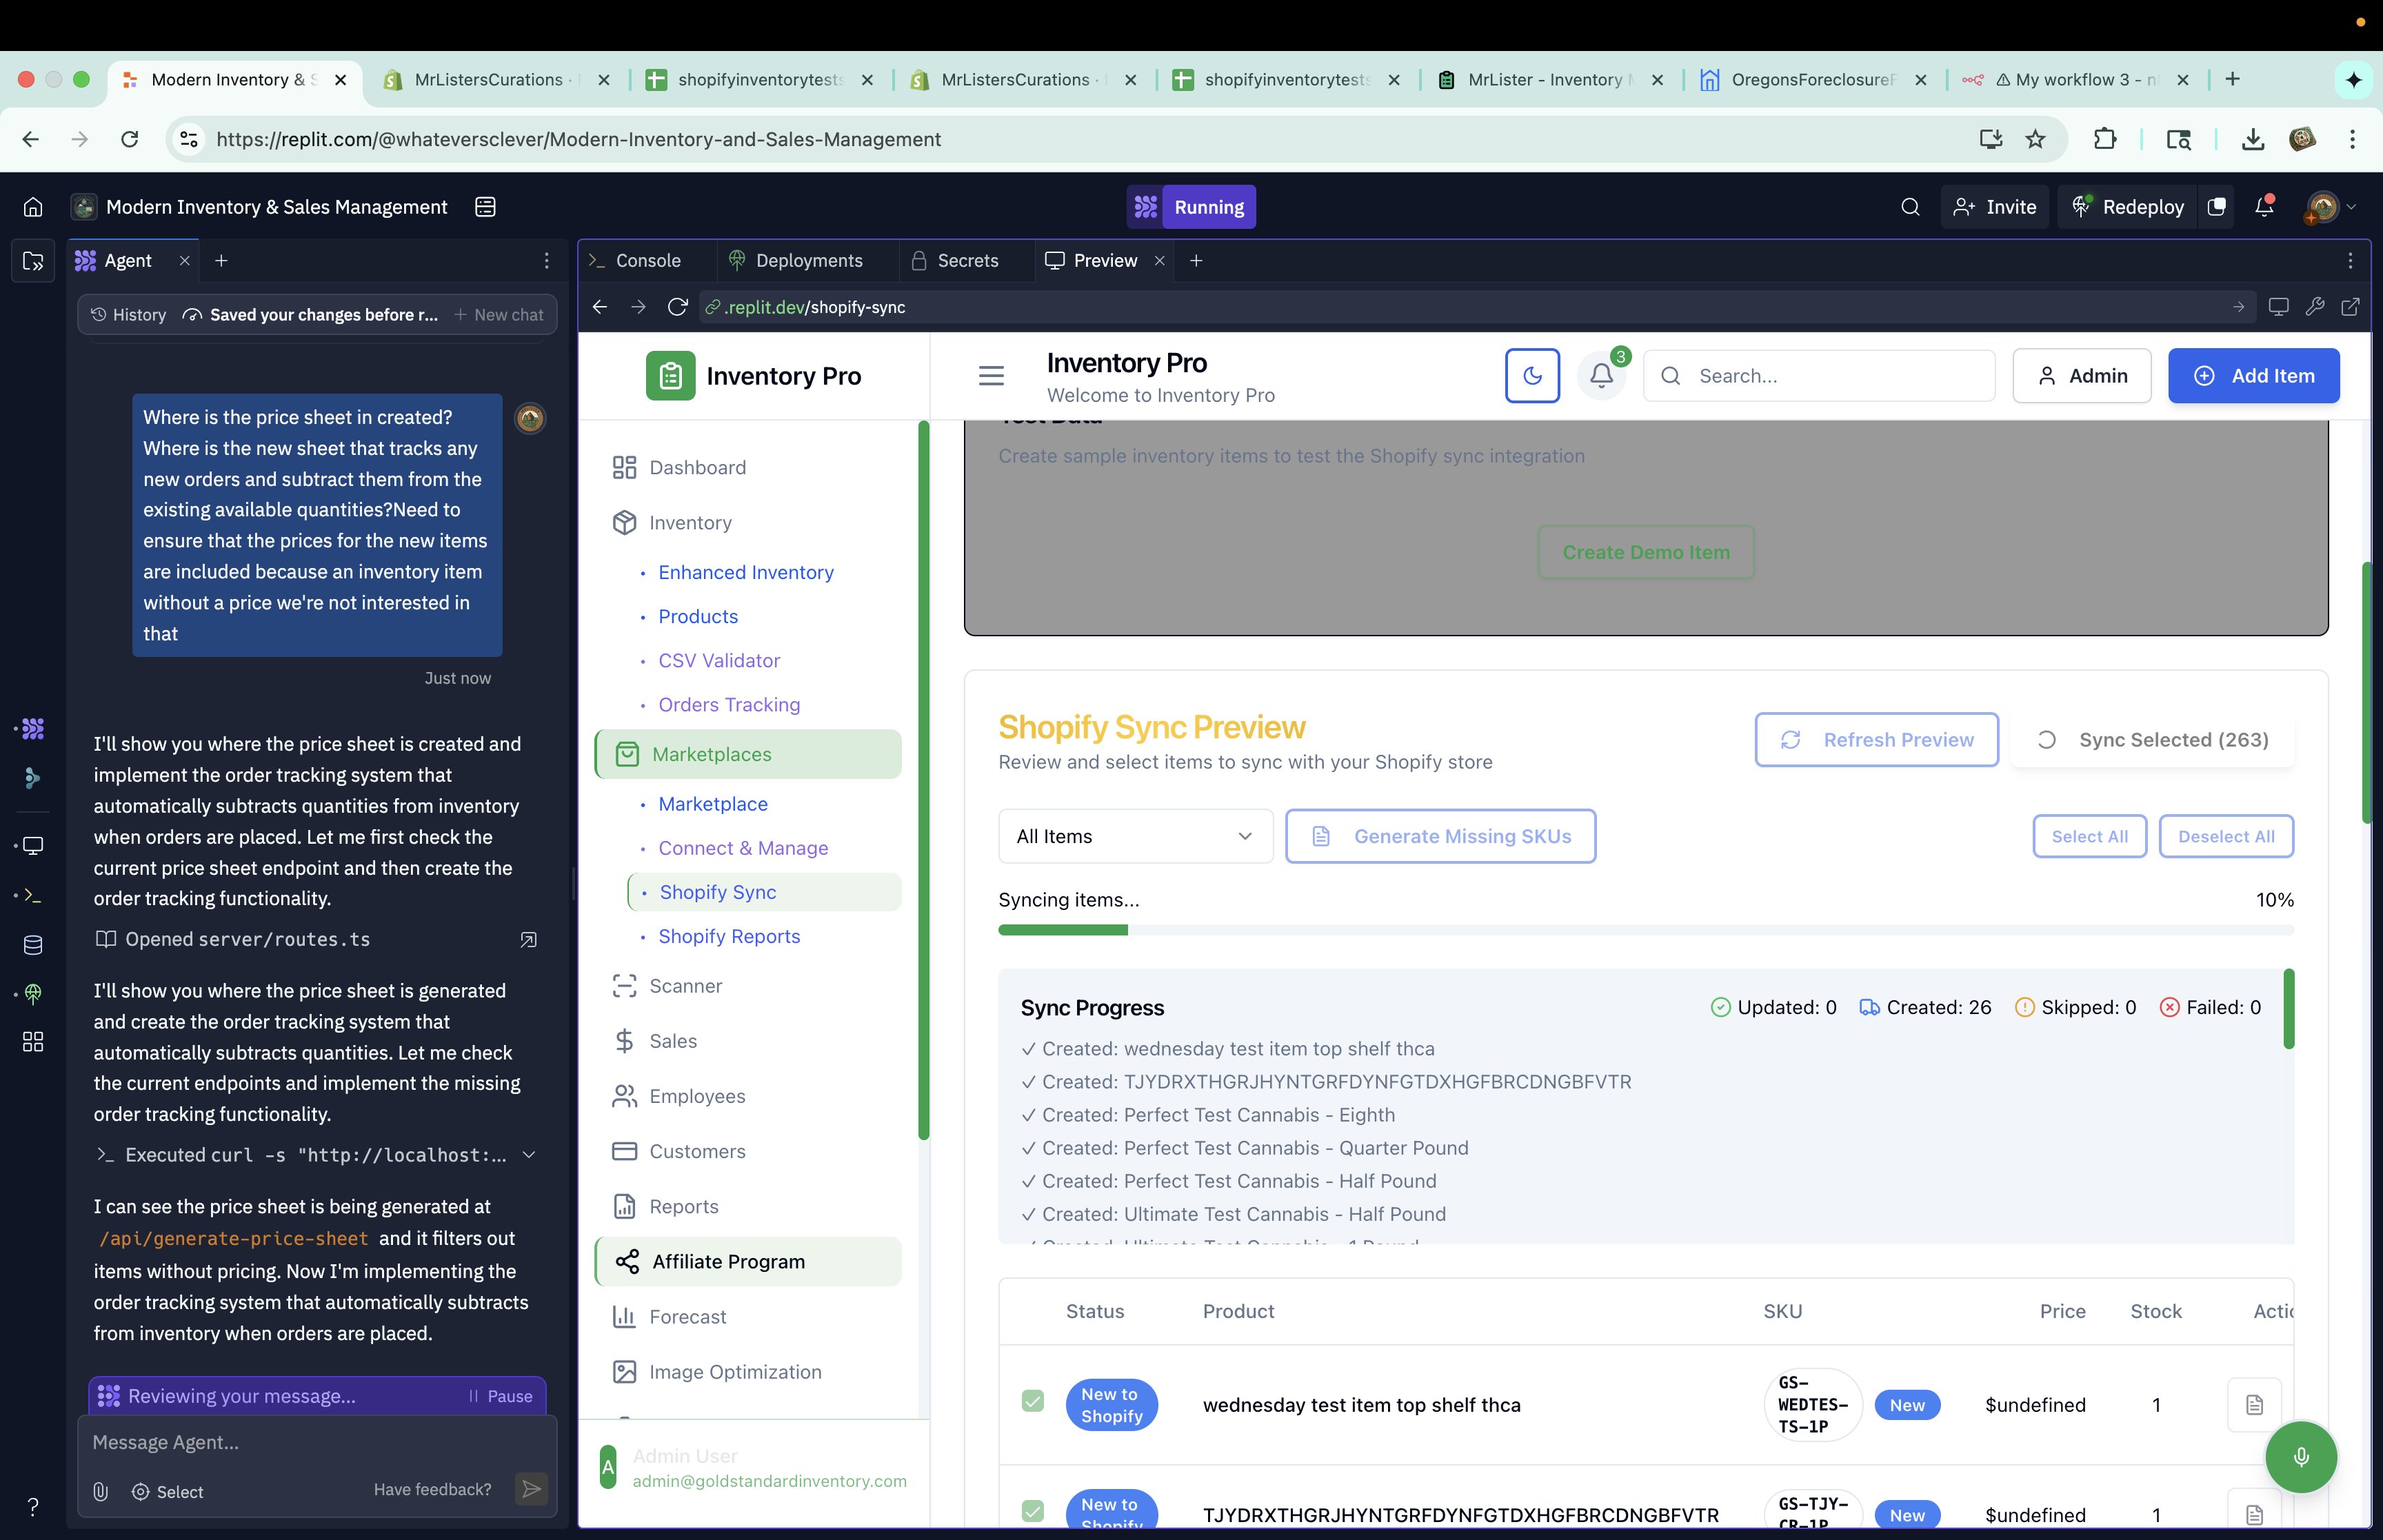 Modern Inventory & S
MrListersCurations ·
shopifyinventorytests
MrListersCurations ·
shopifyinventorytests
MrLister - Inventory M
OregonsForeclosureF
My workflow 3 - n
https://replit.com/@whateversclever/Modern-Inventory-and-Sales-Management
Modern Inventory & Sales Management
Running
Invite
Redeploy
Agent
Console
Deployments
Secrets
Preview
History
Saved your changes before r...
New chat
.replit.dev/shopify-sync
Where is the price sheet in created?
Where is the new sheet that tracks any
new orders and subtract them from the
existing available quantities?Need to
ensure that the prices for the new items
are included because an inventory item
without a price we're not interested in
that
Just now
I'll show you where the price sheet is created and
implement the order tracking system that
automatically subtracts quantities from inventory
when orders are placed. Let me first check the
current price sheet endpoint and then create the
order tracking functionality.
Opened server/routes.ts
I'll show you where the price sheet is generated
and create the order tracking system that
automatically subtracts quantities. Let me check
the current endpoints and implement the missing
order tracking functionality.
Executed curl -s "http://localhost:...
I can see the price sheet is being generated at
/api/generate-price-sheet and it filters out
items without pricing. Now I'm implementing the
order tracking system that automatically subtracts
from inventory when orders are placed.
Reviewing your message...
Pause
Message Agent...
Select
Have feedback?
Inventory Pro
Dashboard
Inventory
Enhanced Inventory
Products
CSV Validator
Orders Tracking
Marketplaces
Marketplace
Connect & Manage
Shopify Sync
Shopify Reports
Scanner
Sales
Employees
Customers
Reports
Affiliate Program
Forecast
Image Optimization
A
Admin User
admin@goldstandardinventory.com
Inventory Pro
Welcome to Inventory Pro
3
Search...
Admin
Add Item
Test Data
Create sample inventory items to test the Shopify sync integration
Create Demo Item
Shopify Sync Preview
Review and select items to sync with your Shopify store
Refresh Preview
Sync Selected (263)
All Items
Generate Missing SKUs
Select All
Deselect All
Syncing items...
10%
Sync Progress
Updated: 0
Created: 26
Skipped: 0
Failed: 0
✓ Created: wednesday test item top shelf thca
✓ Created: TJYDRXTHGRJHYNTGRFDYNFGTDXHGFBRCDNGBFVTR
✓ Created: Perfect Test Cannabis - Eighth
✓ Created: Perfect Test Cannabis - Quarter Pound
✓ Created: Perfect Test Cannabis - Half Pound
✓ Created: Ultimate Test Cannabis - Half Pound
✓ Created: Ultimate Test Cannabis - 1 Pound
Status
Product
SKU
Price
Stock
Actic
New to
Shopify
wednesday test item top shelf thca
GS-
WEDTES-
TS-1P
New
$undefined
1
New to
Shopify
TJYDRXTHGRJHYNTGRFDYNFGTDXHGFBRCDNGBFVTR
GS-TJY-
CR-1P
New
$undefined
1